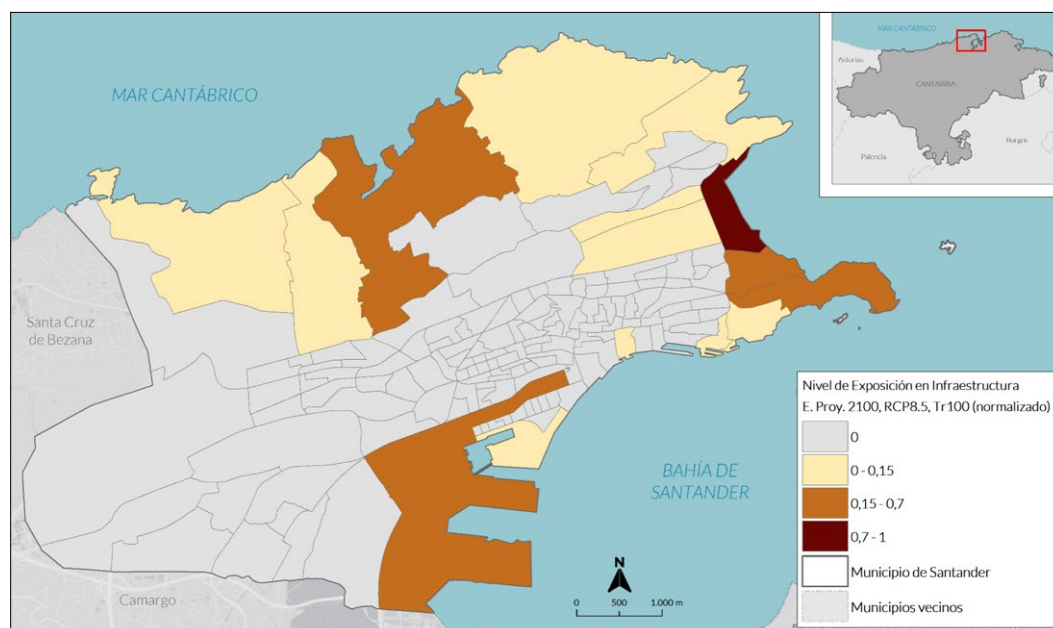 MAR CANTÁBRICO
MAR CANTÁBRICO
Asturias
CANTABRIA
Palencia
Burgos
Santa Cruz
de Bezana
BAHÍA DE
SANTANDER
Camargo
N
0 500 1.000 m
Nivel de Exposición en Infraestructura
E. Proy. 2100, RCP8.5, Tr100 (normalizado)
0
0 - 0,15
0,15 - 0,7
0,7 - 1
Municipio de Santander
Municipios vecinos